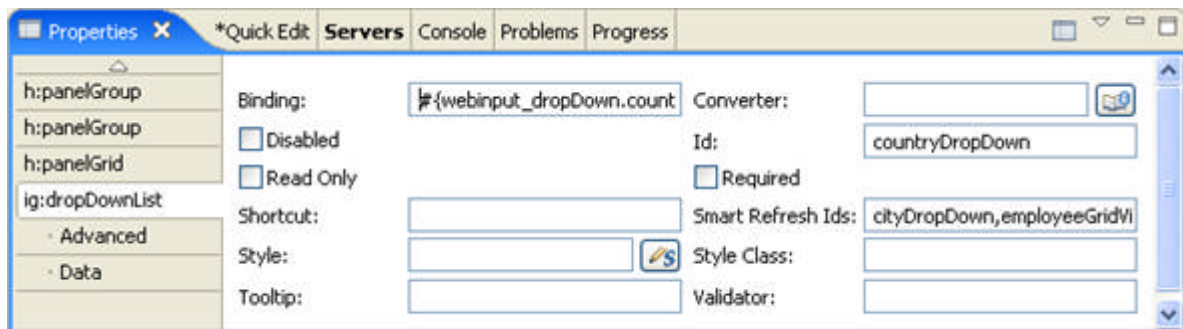 Properties *Quick Edit Servers Console Problems Progress
h:panelGroup
Binding: #{webinput_dropDown.count Converter:
h:panelGroup
Disabled Id: countryDropDown
h:panelGrid
Read Only Required
ig:dropDownList
Shortcut: Smart Refresh Ids: cityDropDown,employeeGridVi
Advanced
Style: S Style Class:
Data
Tooltip: Validator: